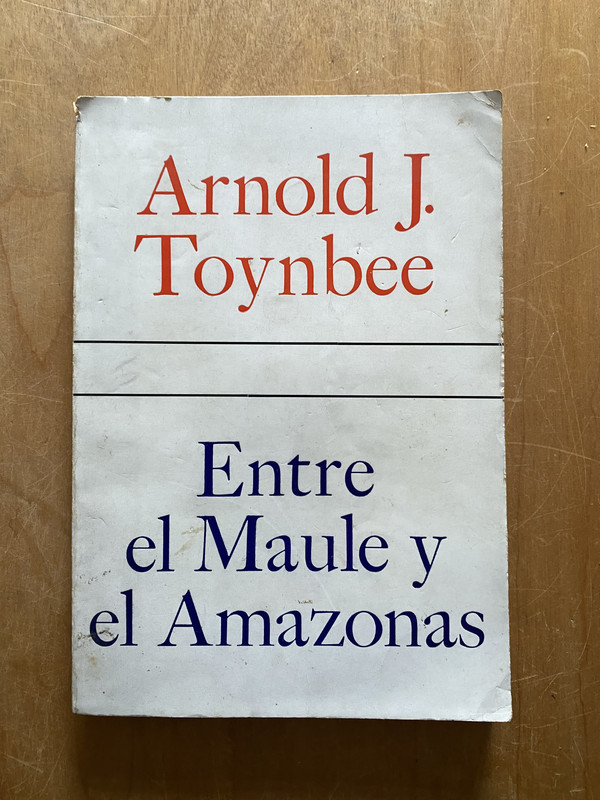 Arnold J.
Toynbee
Entre
el Maule y
el Amazonas